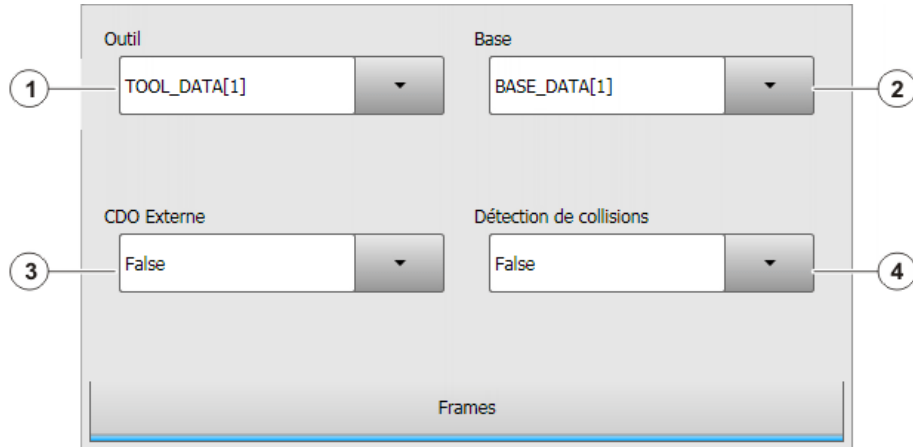 Outil
Base
1
TOOL_DATA[1]
BASE_DATA[1]
2
CDO Externe
Détection de collisions
3
False
False
4
Frames